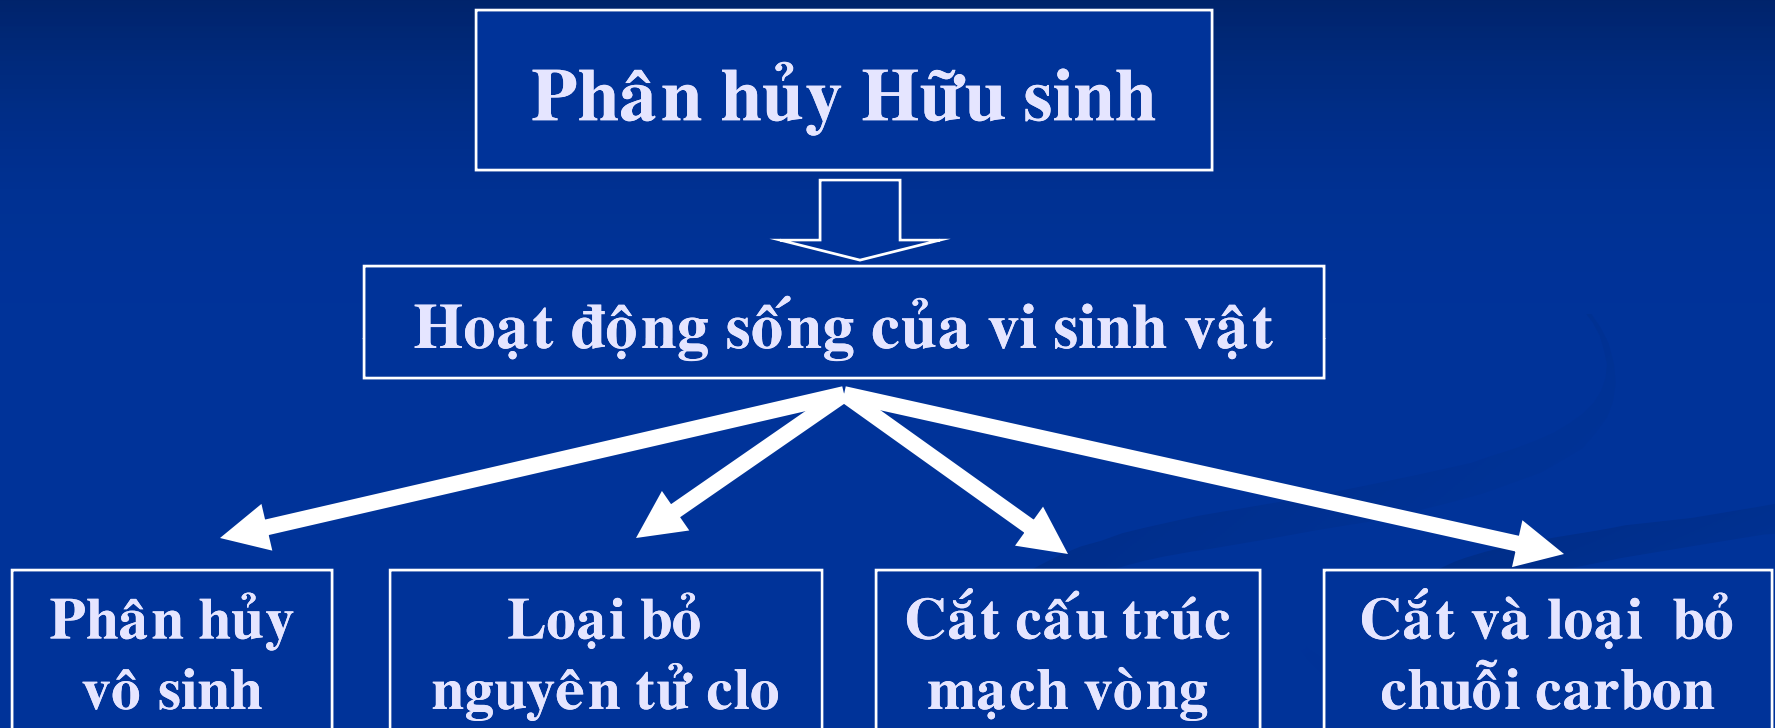 Phân hủy Hữu sinh
Hoạt động sống của vi sinh vật
Phân hủy
vô sinh
Loại bỏ
nguyên tử clo
Cắt cấu trúc
mạch vòng
Cắt và loại bỏ
chuỗi carbon